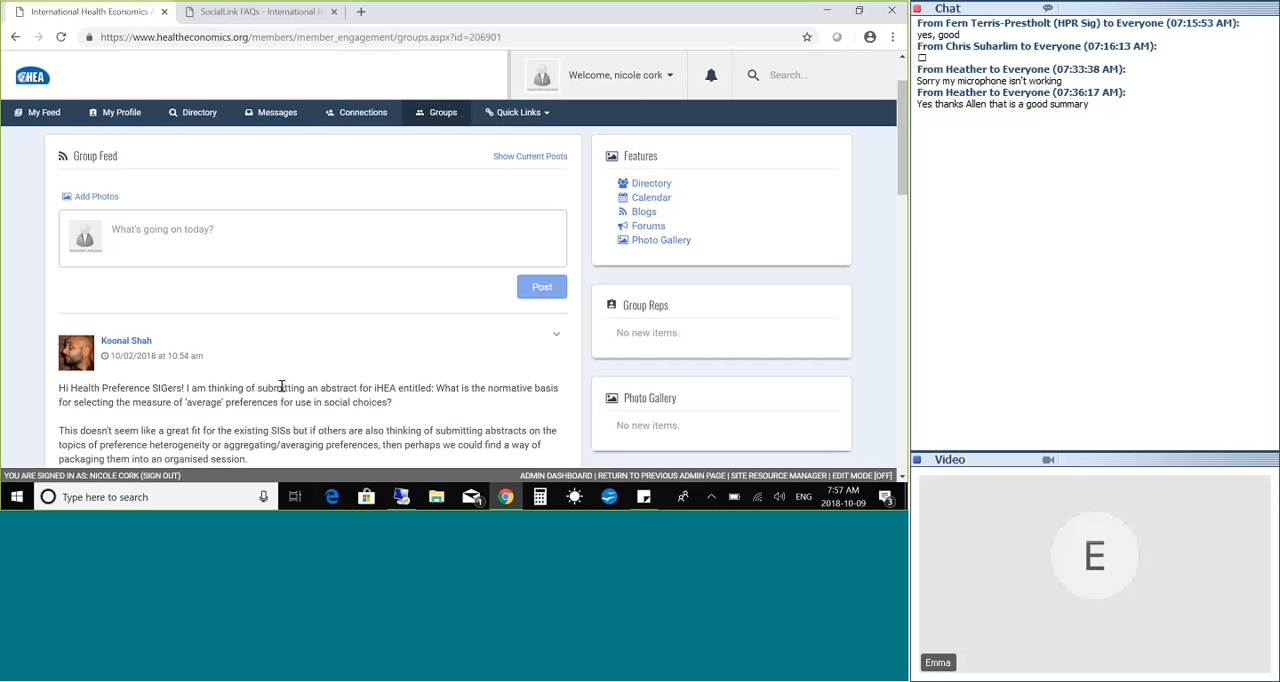 International Health Economics A
SocialLink FAQs - International H
https://www.healtheconomics.org/members/member_engagement/groups.aspx?id=206901
iHEA
Welcome, nicole cork
Search...
My Feed
My Profile
Directory
Messages
Connections
Groups
Quick Links
Group Feed
Show Current Posts
Add Photos
What's going on today?
Post
Koonal Shah
10/02/2018 at 10:54 am
Hi Health Preference SIGers! I am thinking of submitting an abstract for iHEA entitled: What is the normative basis
for selecting the measure of 'average' preferences for use in social choices?
This doesn't seem like a great fit for the existing SISs but if others are also thinking of submitting abstracts on the
topics of preference heterogeneity or aggregating/averaging preferences, then perhaps we could find a way of
packaging them into an organised session.
Features
Directory
Calendar
Blogs
Forums
Photo Gallery
Group Reps
No new items.
Photo Gallery
No new items.
YOU ARE SIGNED IN AS: NICOLE CORK (SIGN OUT)
ADMIN DASHBOARD | RETURN TO PREVIOUS ADMIN PAGE | SITE RESOURCE MANAGER | EDIT MODE [OFF]
Type here to search
1
ENG
7:57 AM
2018-10-09
3
Chat
From Fern Terris-Prestholt (HPR Sig) to Everyone (07:15:53 AM):
yes, good
From Chris Suharlim to Everyone (07:16:13 AM):
From Heather to Everyone (07:33:38 AM):
Sorry my microphone isn't working
From Heather to Everyone (07:36:17 AM):
Yes thanks Allen that is a good summary
Video
E
Emma